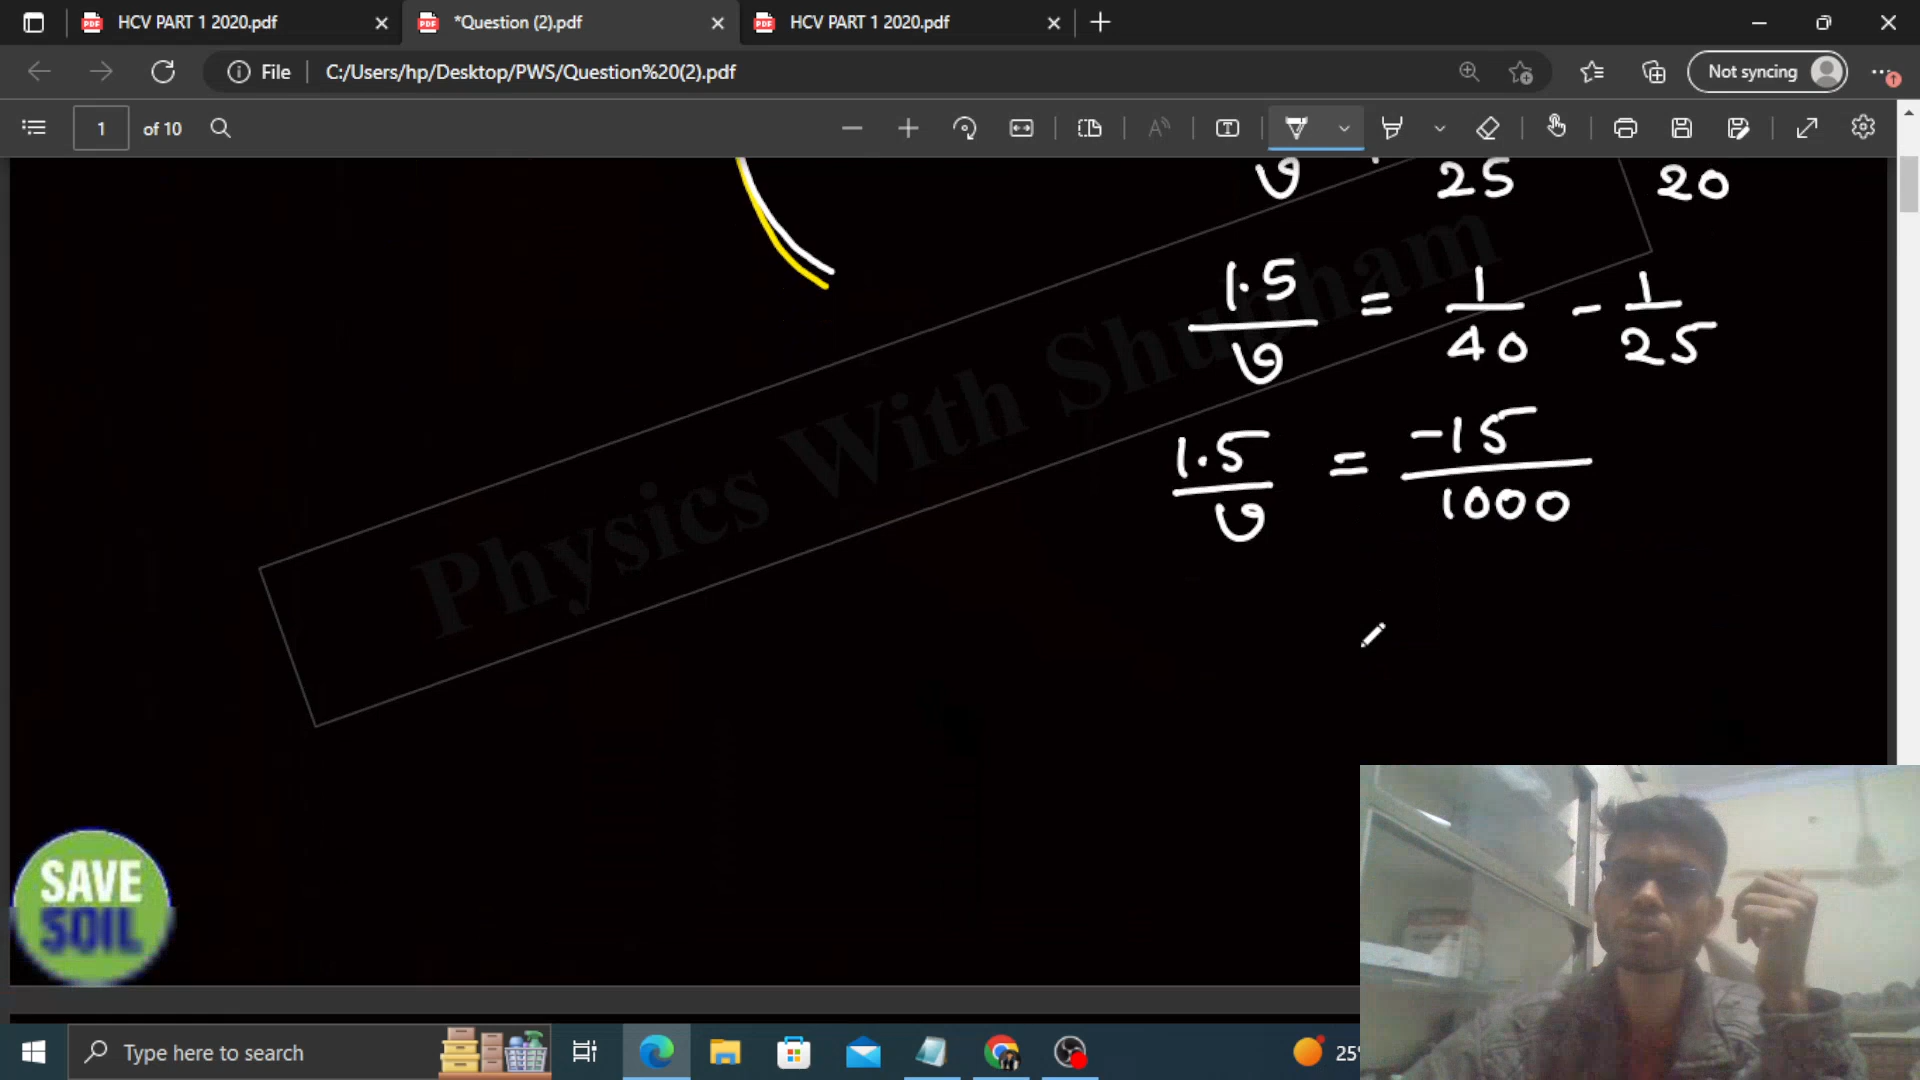 HCV PART 1 2020.pdf
*Question (2).pdf
HCV PART 1 2020.pdf
File
C:/Users/hp/Desktop/PWS/Question%20(2).pdf
Not syncing
1 of 10
v 25 20
1.5/v = 1/40 - 1/25
1.5/v = -15/1000
Physics With Shubham
SAVE
SOIL
Type here to search
25°